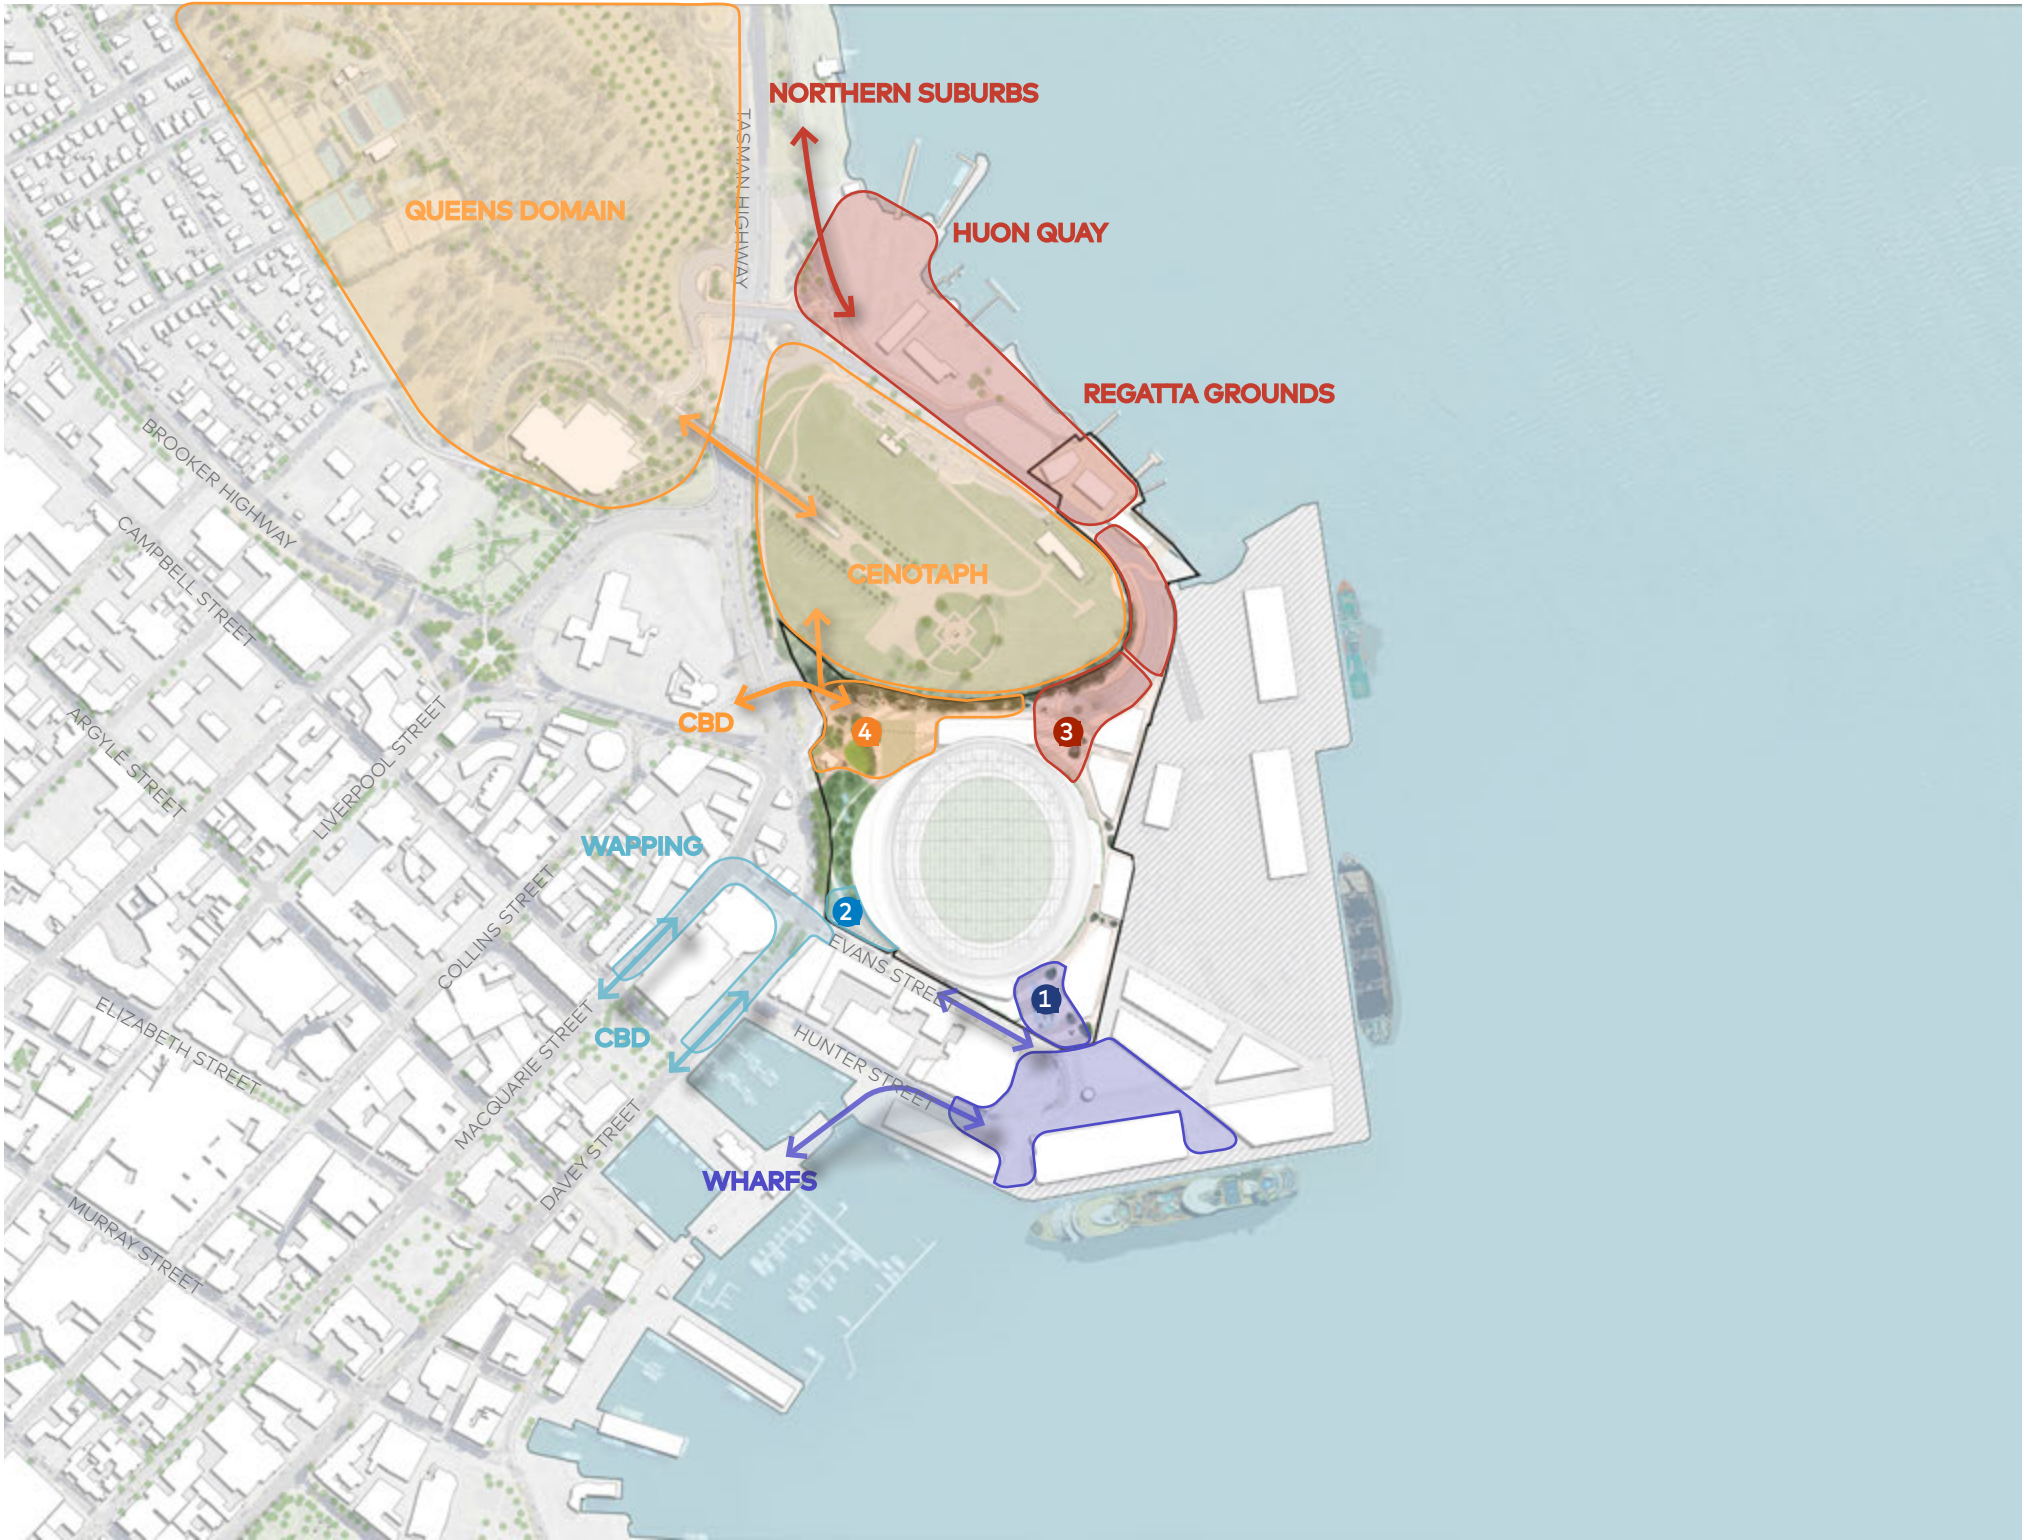 NORTHERN SUBURBS
TASMAN HIGHWAY
QUEENS DOMAIN
HUON QUAY
REGATTA GROUNDS
BROOKER HIGHWAY
CAMPBELL STREET
CENOTAPH
ARGYLE STREET
LIVERPOOL STREET
CBD
4
3
WAPPING
COLLINS STREET
2
EVANS STREET
1
ELIZABETH STREET
MACQUARIE STREET
CBD
HUNTER STREET
DAVEY STREET
WHARFS
MURRAY STREET